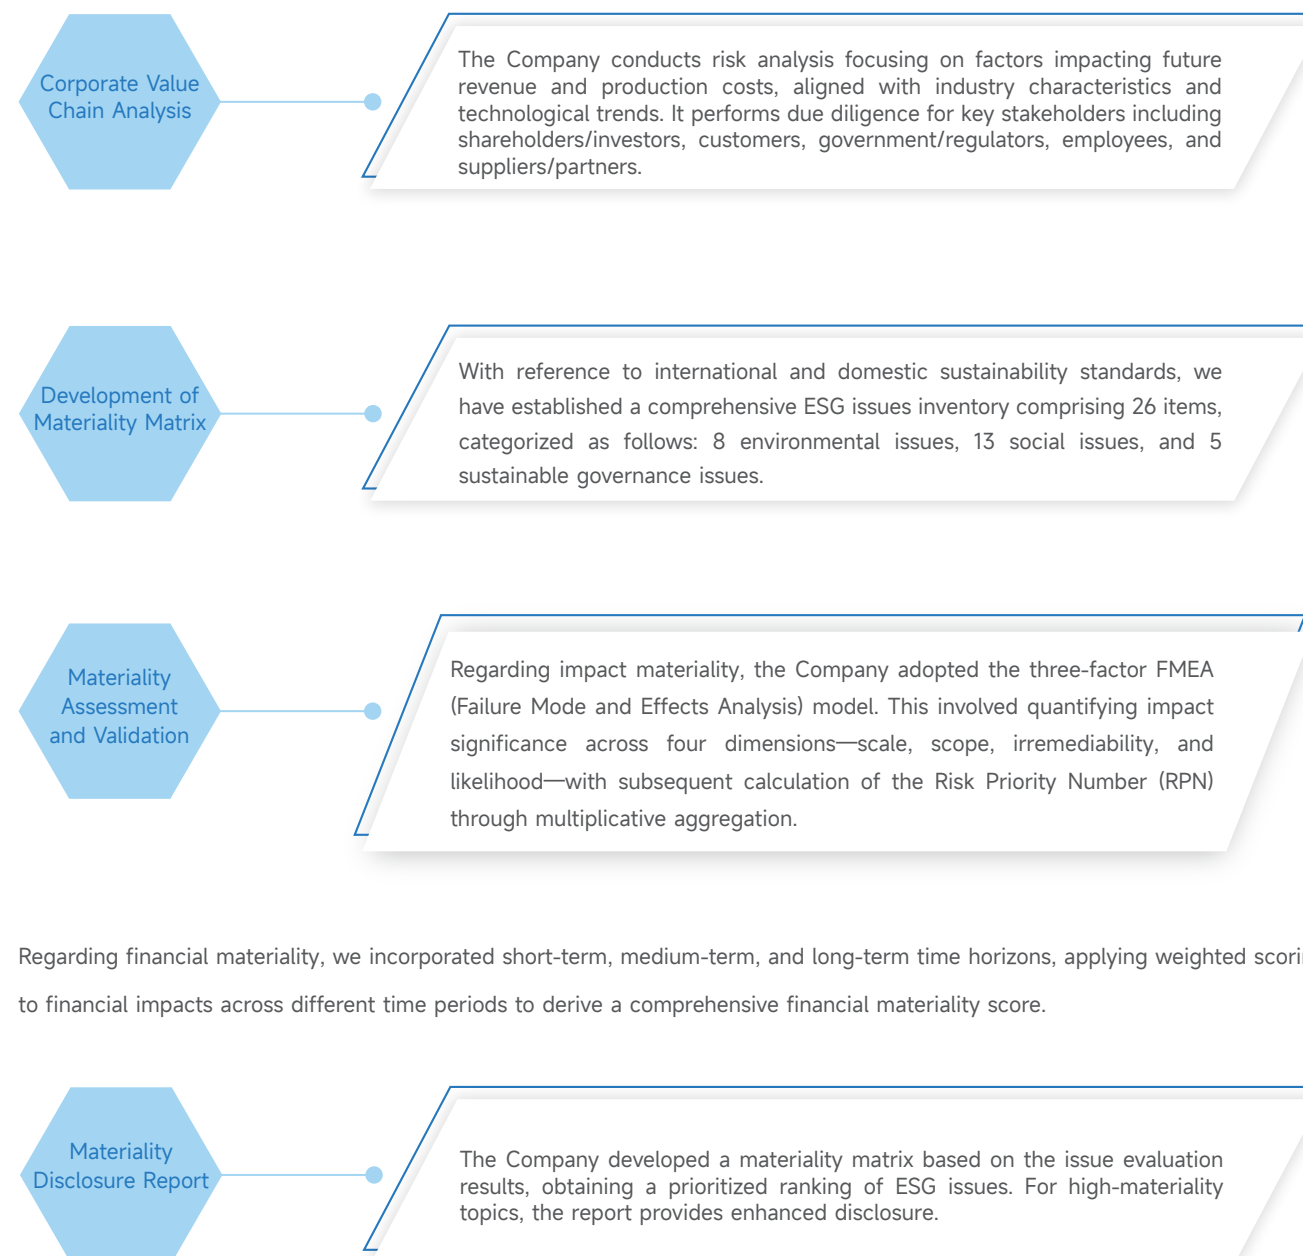 Corporate Value
Chain Analysis
The Company conducts risk analysis focusing on factors impacting future
revenue and production costs, aligned with industry characteristics and
technological trends. It performs due diligence for key stakeholders including
shareholders/investors, customers, government/regulators, employees, and
suppliers/partners.
Development of
Materiality Matrix
With reference to international and domestic sustainability standards, we
have established a comprehensive ESG issues inventory comprising 26 items,
categorized as follows: 8 environmental issues, 13 social issues, and 5
sustainable governance issues.
Materiality
Assessment
and Validation
Regarding impact materiality, the Company adopted the three-factor FMEA
(Failure Mode and Effects Analysis) model. This involved quantifying impact
significance across four dimensions—scale, scope, irremediability, and
likelihood—with subsequent calculation of the Risk Priority Number (RPN)
through multiplicative aggregation.
Regarding financial materiality, we incorporated short-term, medium-term, and long-term time horizons, applying weighted
to financial impacts across different time periods to derive a comprehensive financial materiality score.
Materiality
Disclosure Report
The Company developed a materiality matrix based on the issue evaluation
results, obtaining a prioritized ranking of ESG issues. For high-materiality
topics, the report provides enhanced disclosure.